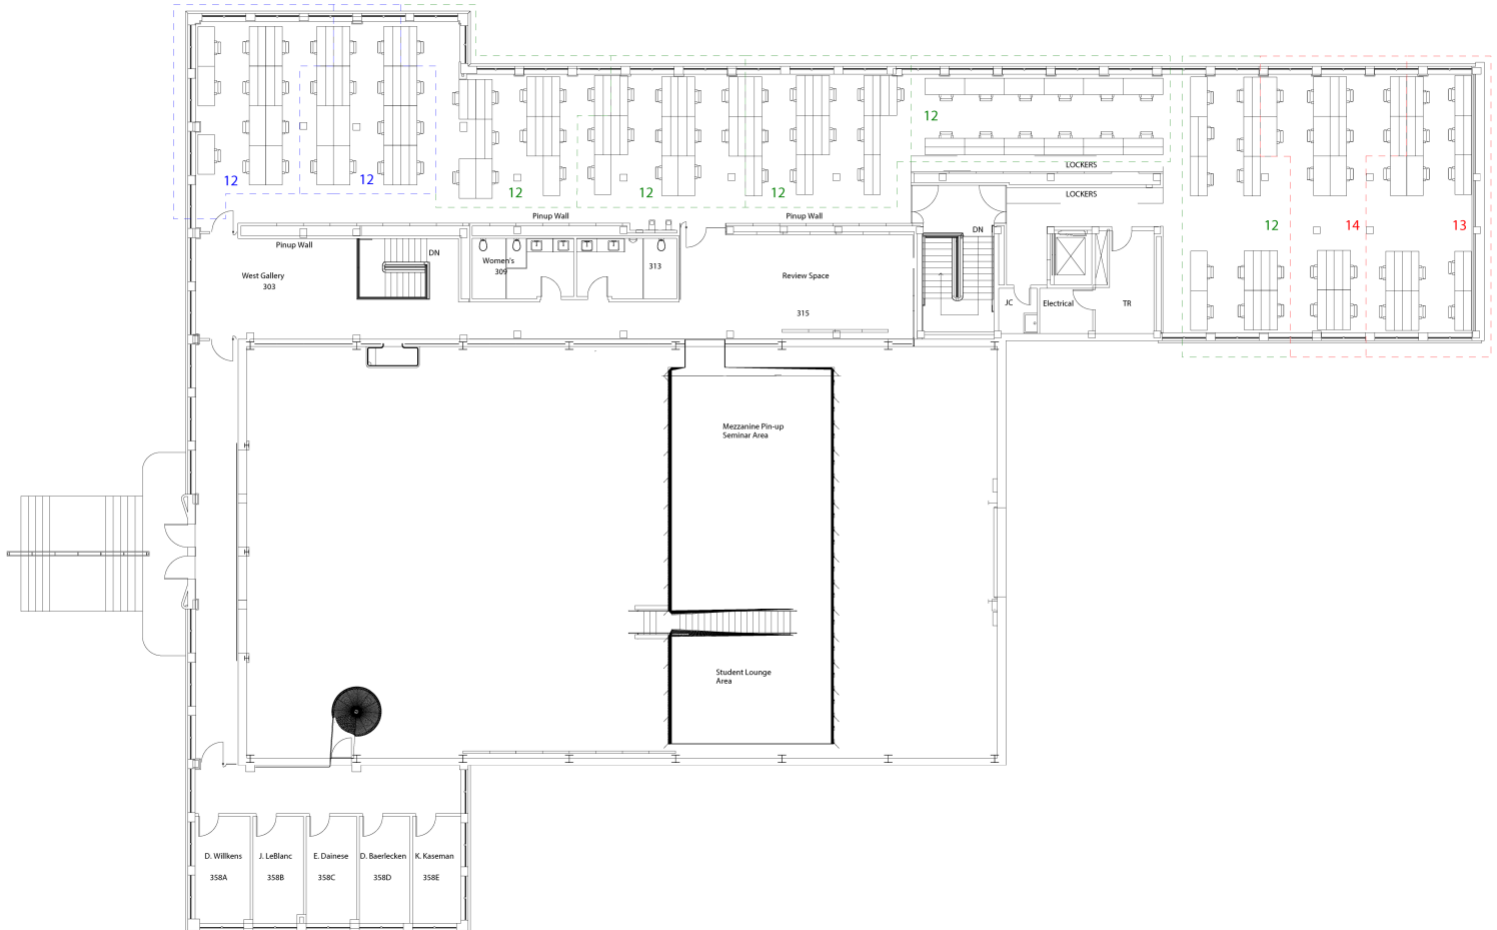 12
12
12
12
12
12
LOCKERS
LOCKERS
12
14
13
Pinup Wall
Pinup Wall
Pinup Wall
DN
DN
West Gallery
303
Women's
309
313
Review Space
315
JC
Electrical
TR
Mezzanine Pin-up
Seminar Area
Student Lounge
Area
D. Willkens
358A
J. LeBlanc
358B
E. Dainese
358C
D. Baerlecken
358D
K. Kaseman
358E